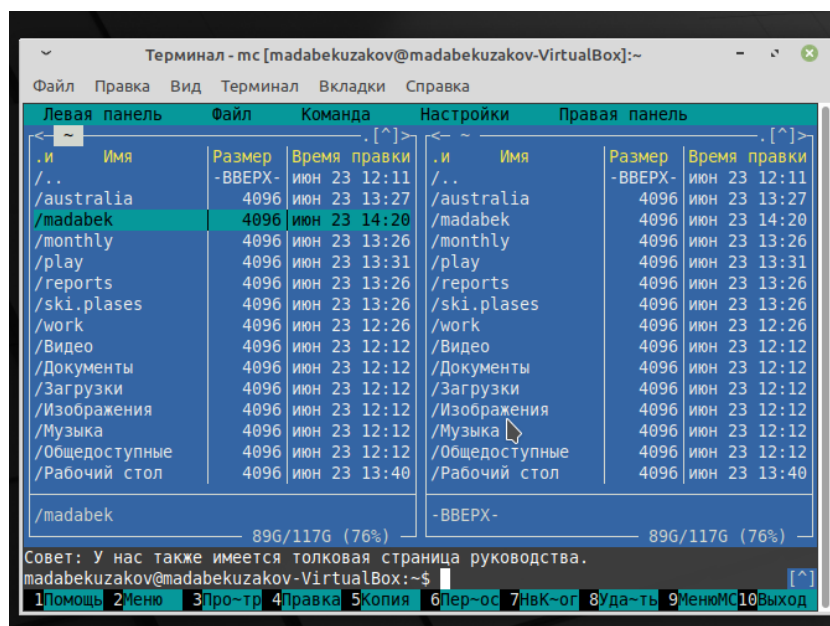 Терминал - mc [madabekuzakov@madabekuzakov-VirtualBox]:~
Файл Правка Вид Терминал Вкладки Справка
Левая панель Файл Команда Настройки Правая панель
<- ~ .[^]> <- ~ .[^]>
.и Имя Размер Время правки .и Имя Размер Время правки
/.. -ВВЕРХ- июн 23 12:11 /.. -ВВЕРХ- июн 23 12:11
/australia 4096 июн 23 13:27 /australia 4096 июн 23 13:27
/madabek 4096 июн 23 14:20 /madabek 4096 июн 23 14:20
/monthly 4096 июн 23 13:26 /monthly 4096 июн 23 13:26
/play 4096 июн 23 13:31 /play 4096 июн 23 13:31
/reports 4096 июн 23 13:26 /reports 4096 июн 23 13:26
/ski.plases 4096 июн 23 13:26 /ski.plases 4096 июн 23 13:26
/work 4096 июн 23 12:26 /work 4096 июн 23 12:26
/Видео 4096 июн 23 12:12 /Видео 4096 июн 23 12:12
/Документы 4096 июн 23 12:12 /Документы 4096 июн 23 12:12
/Загрузки 4096 июн 23 12:12 /Загрузки 4096 июн 23 12:12
/Изображения 4096 июн 23 12:12 /Изображения 4096 июн 23 12:12
/Музыка 4096 июн 23 12:12 /Музыка 4096 июн 23 12:12
/Общедоступные 4096 июн 23 12:12 /Общедоступные 4096 июн 23 12:12
/Рабочий стол 4096 июн 23 13:40 /Рабочий стол 4096 июн 23 13:40
/madabek -ВВЕРХ-
89G/117G (76%) 89G/117G (76%)
Совет: У нас также имеется толковая страница руководства.
madabekuzakov@madabekuzakov-VirtualBox:~$ [^]
1Помощь 2Меню 3Про~тр 4Правка 5Копия 6Пер~ос 7НвК~ог 8Уда~ть 9МенюМС 10Выход